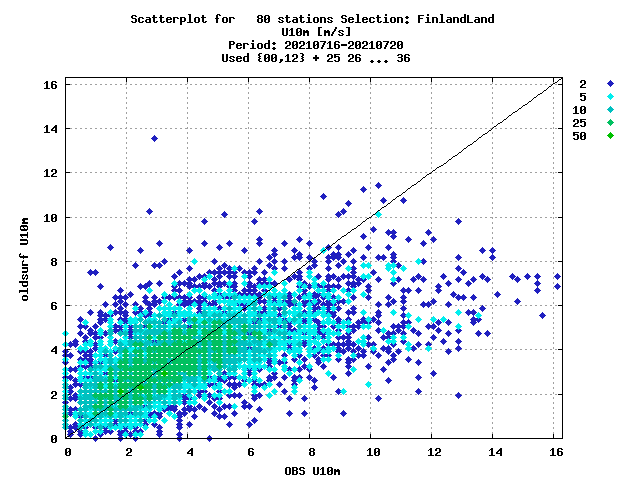 Scatterplot for 80 stations Selection: FinlandLand
U10m [m/s]
Period: 20210716-20210720
Used {00,12} + 25 26 ... 36
16
14
12
10
8
6
4
2
0
oldsurf U10m
0 2 4 6 8 10 12 14 16
OBS U10m
2
5
10
25
50